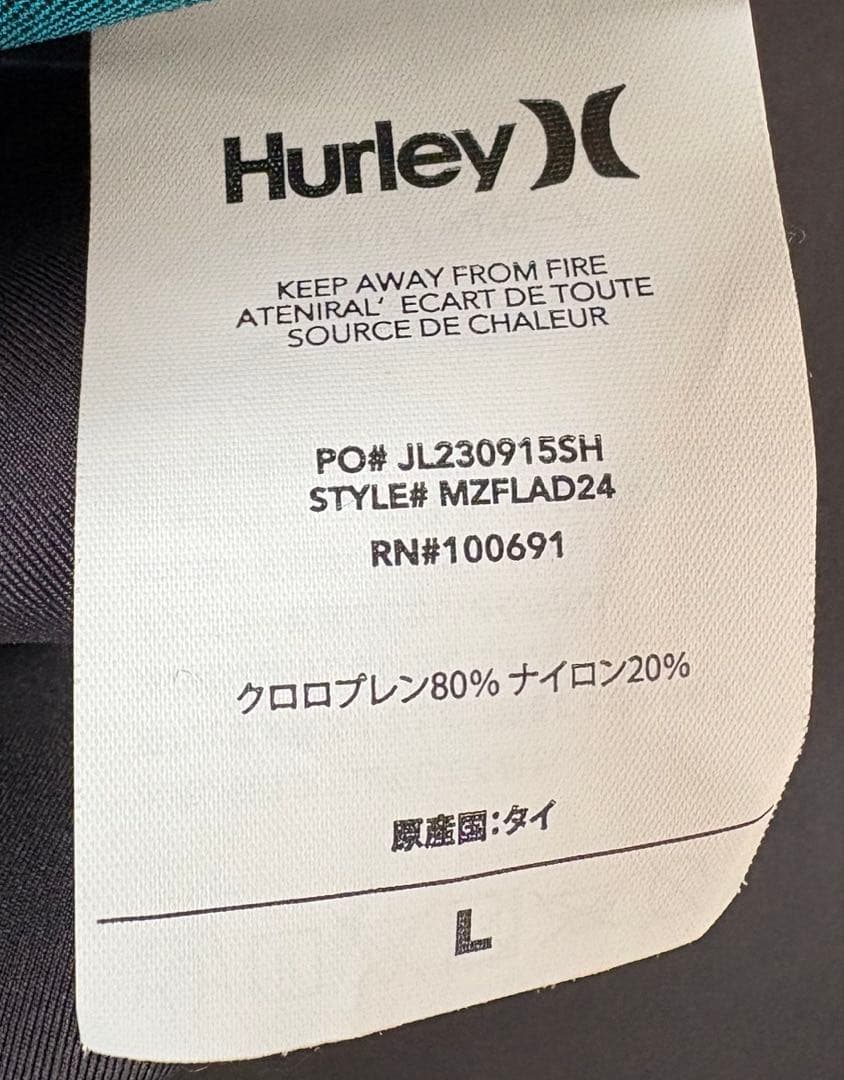 Hurley
KEEP AWAY FROM FIRE
ATENIRAL' ECART DE TOUTE
SOURCE DE CHALEUR
PO# JL230915SH
STYLE# MZFLAD24
RN#100691
クロロプレン80% ナイロン20%
原産国:タイ
L